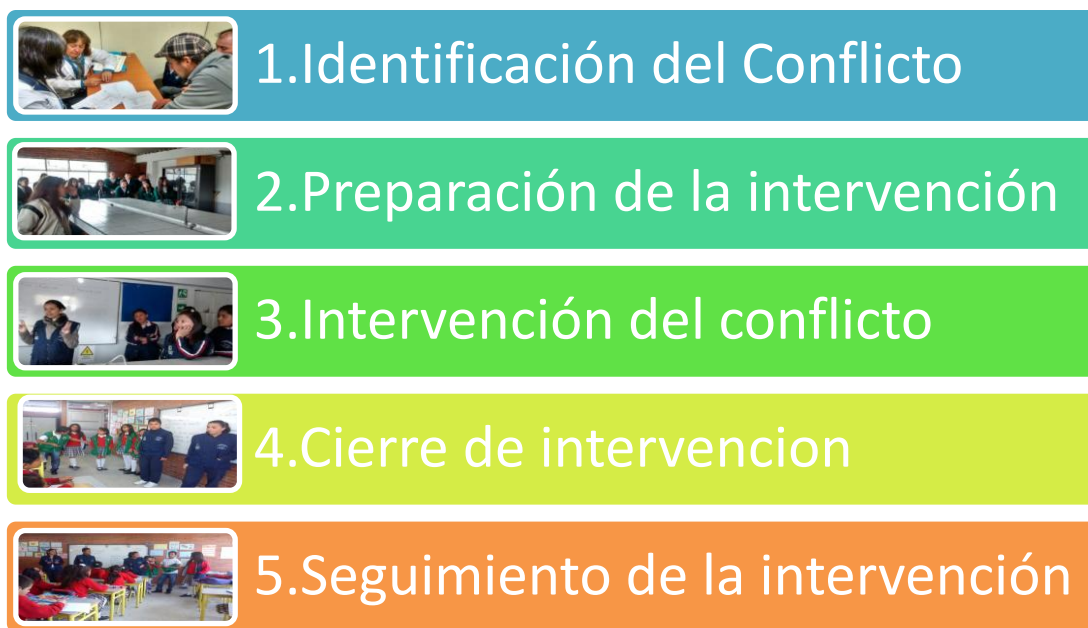 1.Identificación del Conflicto
2.Preparación de la intervención
3.Intervención del conflicto
4.Cierre de intervencion
5.Seguimiento de la intervención